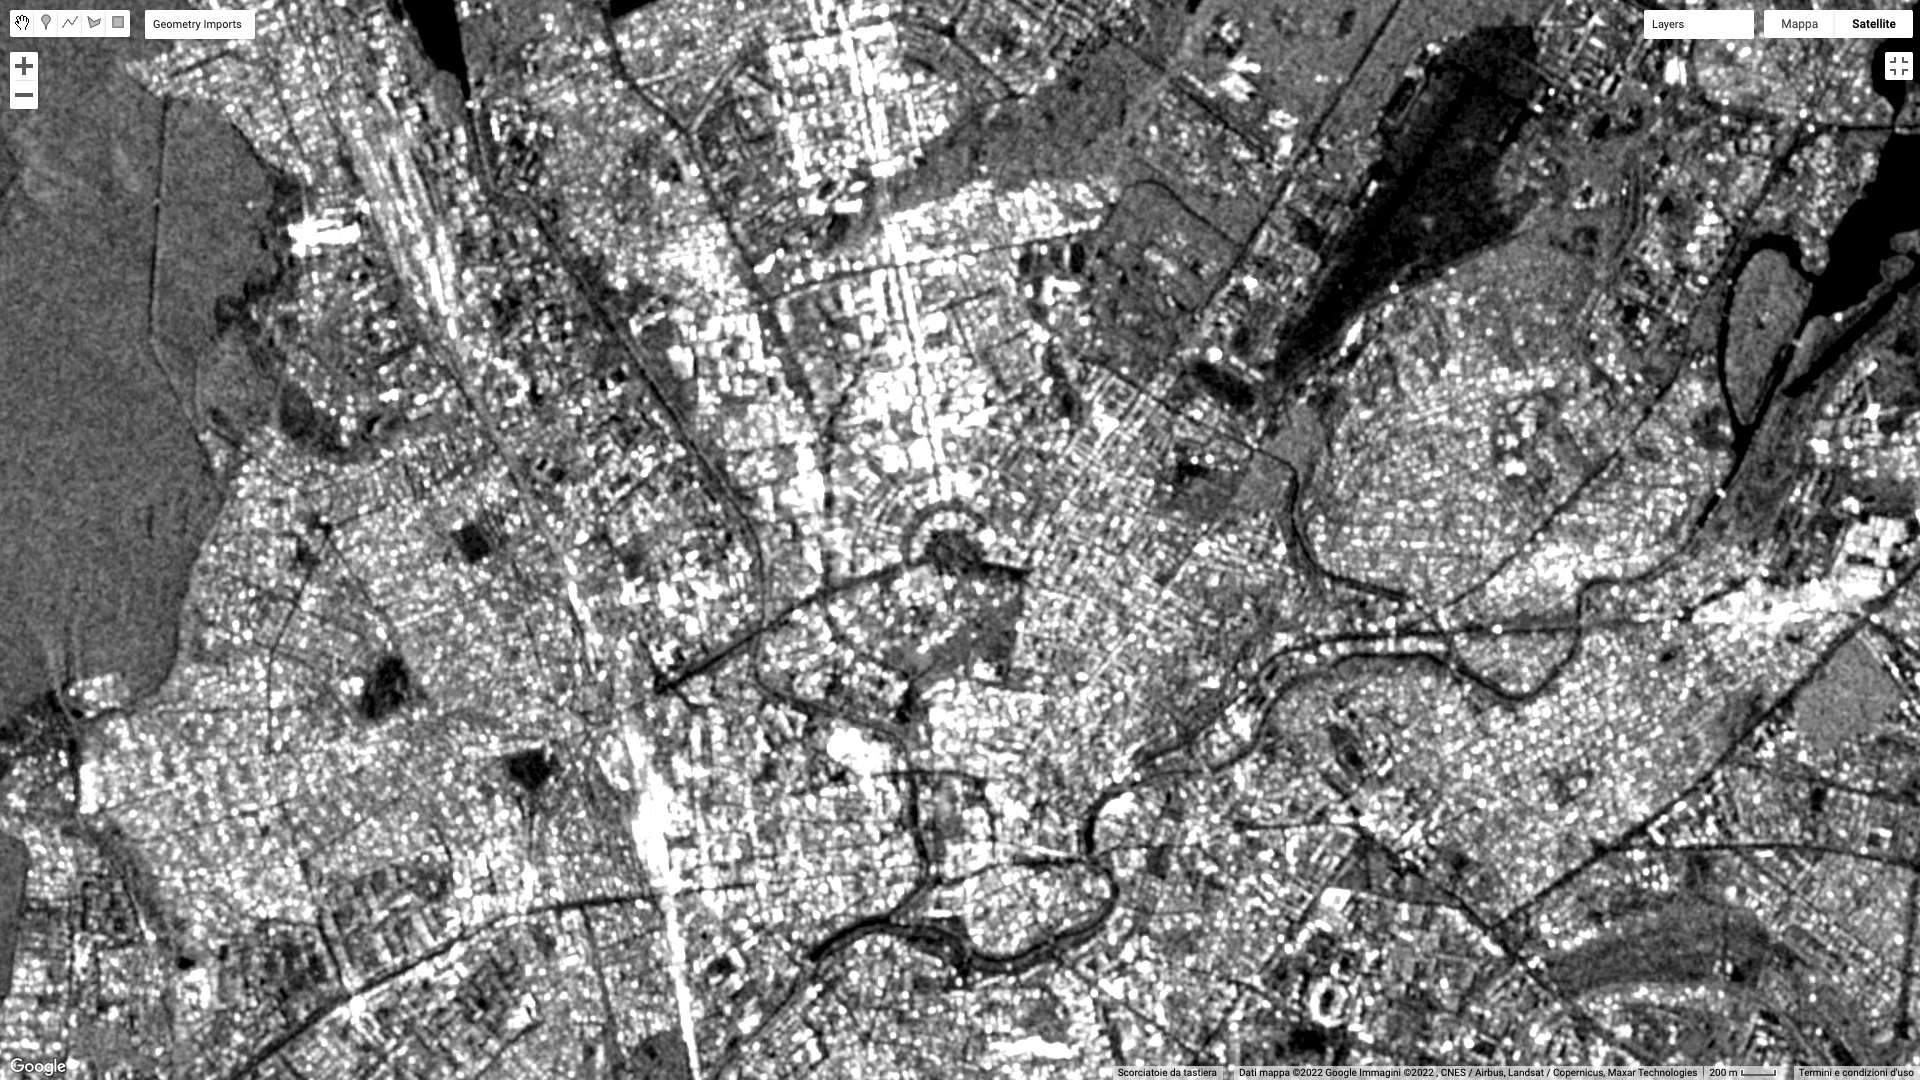 Geometry Imports
Layers
Mappa
Satellite
Google
Scorciatoie da tastiera
Dati mappa ©2022 Google Immagini ©2022 , CNES / Airbus, Landsat / Copernicus, Maxar Technologies
200 m
Termini e condizioni d'uso